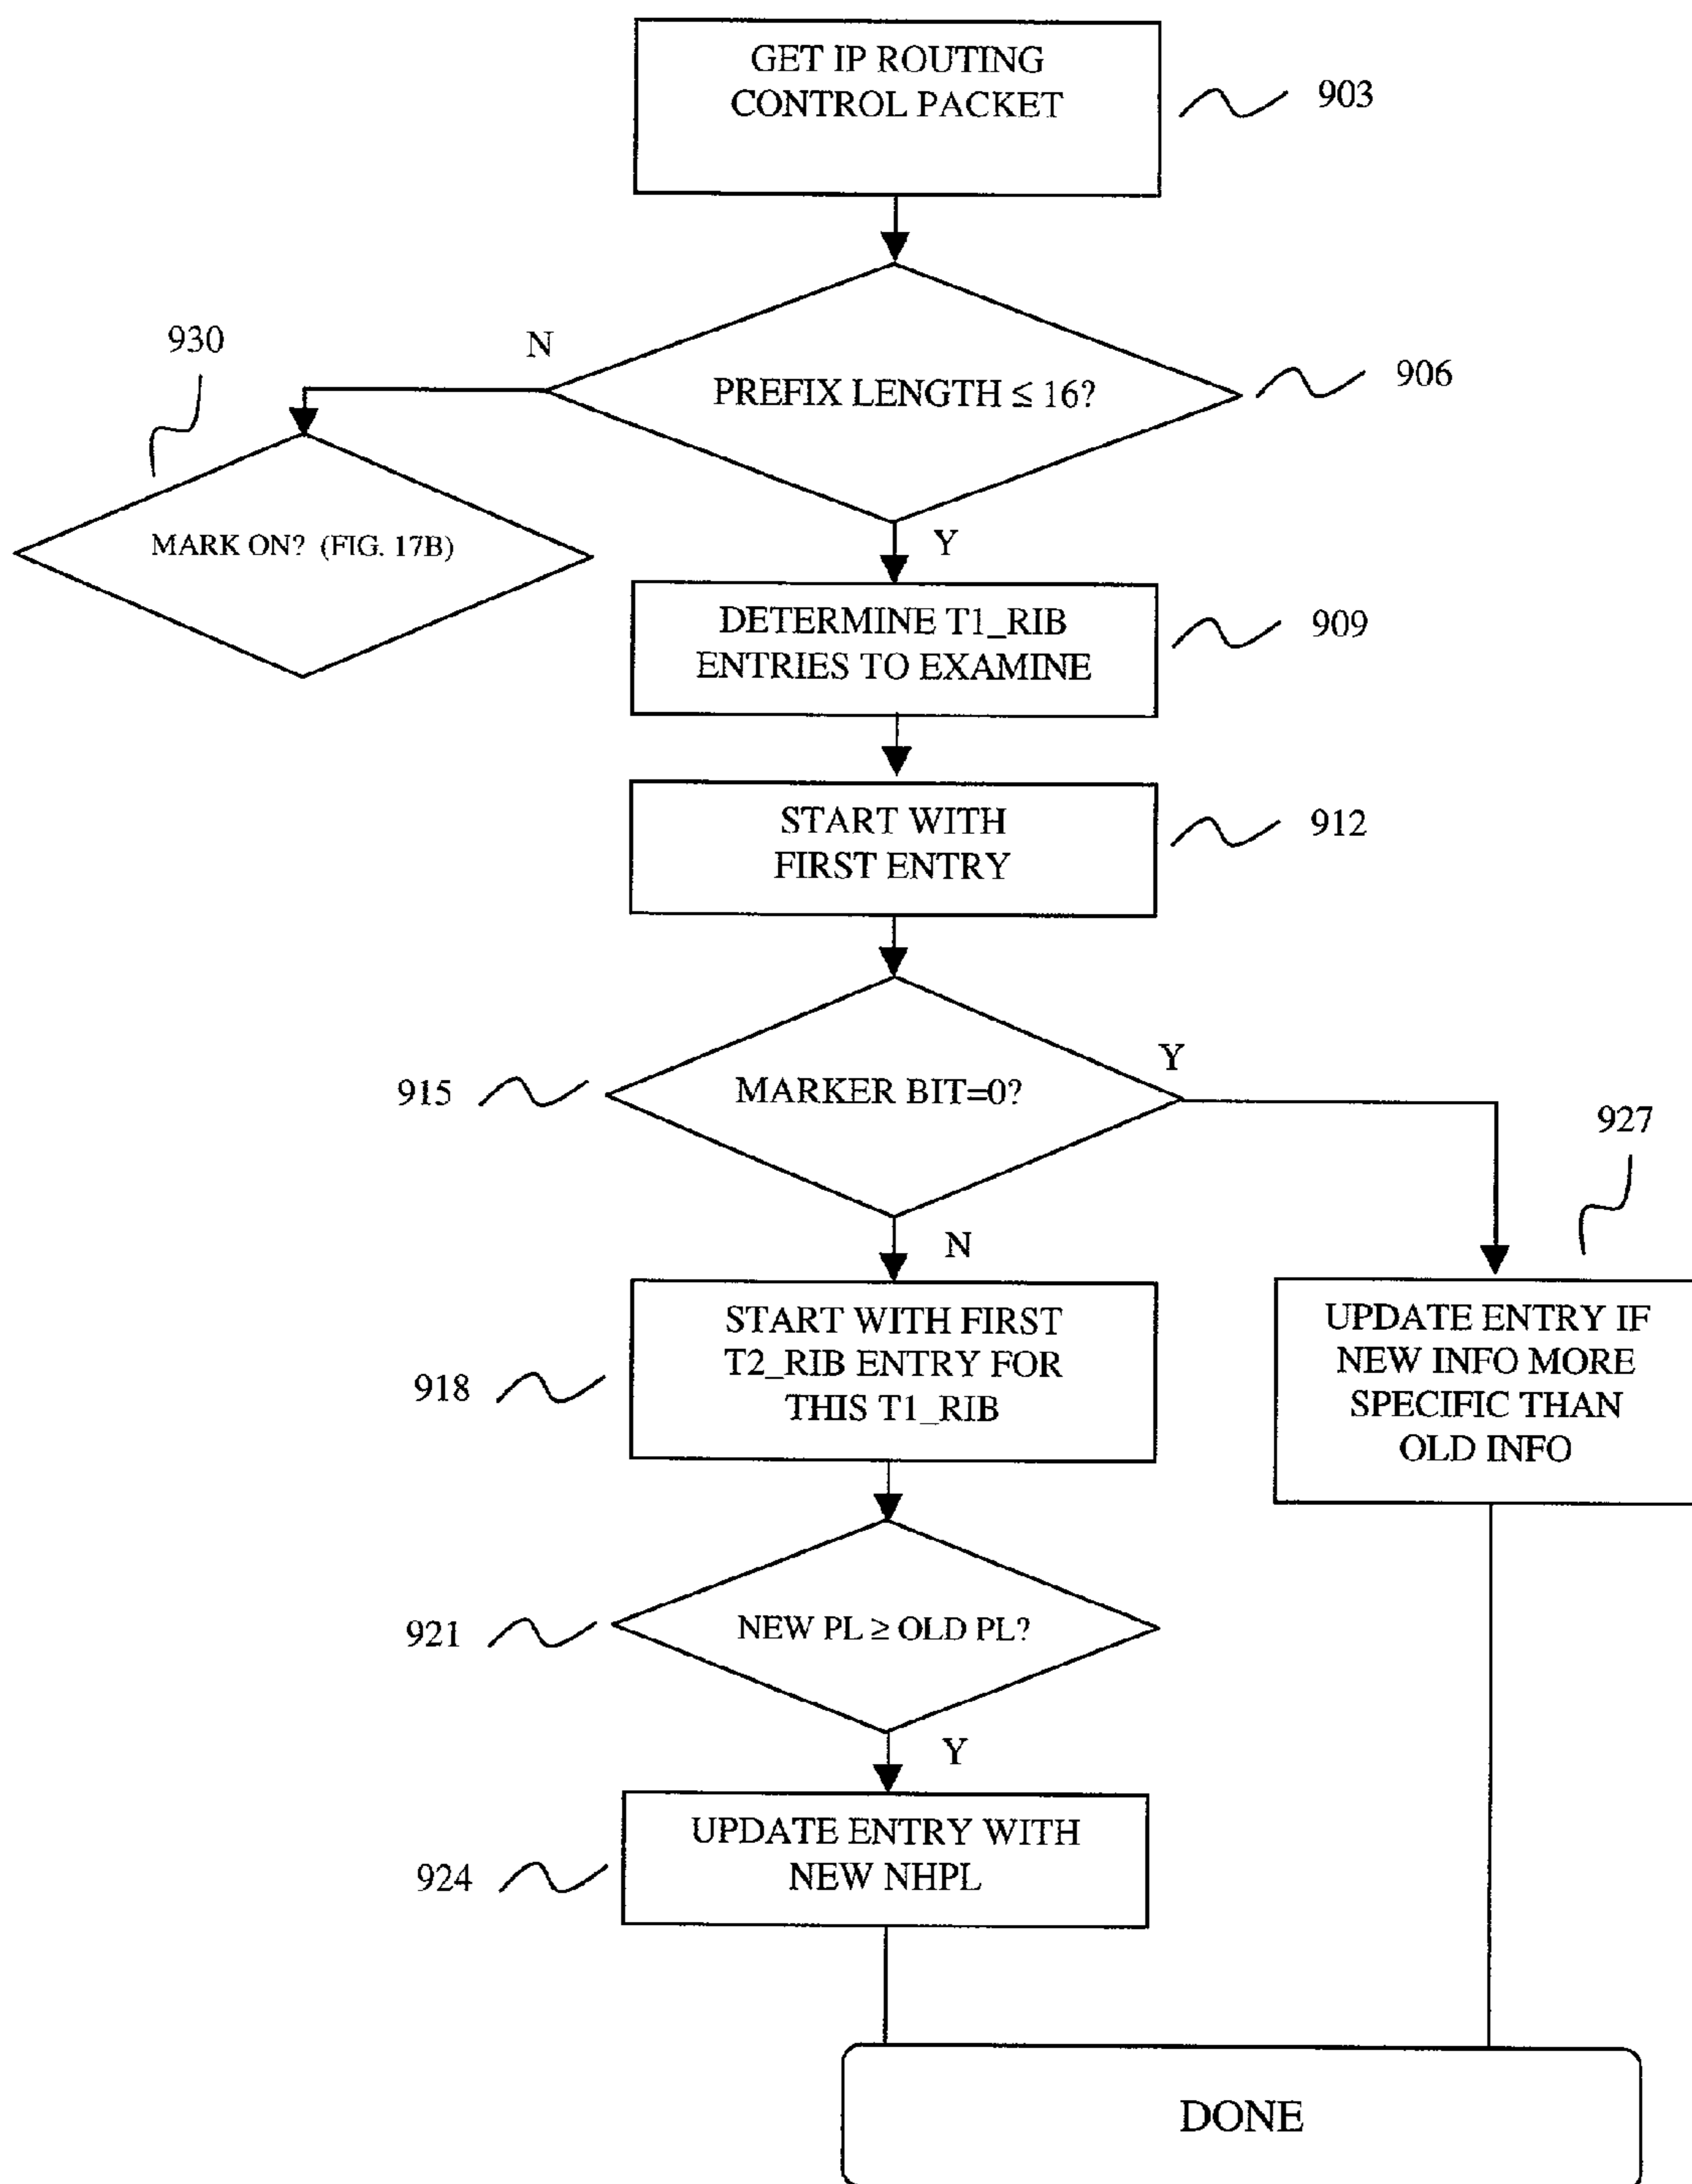 GET IP ROUTING
CONTROL PACKET
903
930
N
PREFIX LENGTH ≤ 16?
906
MARK ON? (FIG. 17B)
Y
DETERMINE T1_RIB
ENTRIES TO EXAMINE
909
START WITH
FIRST ENTRY
912
915
MARKER BIT=0?
Y
927
N
918
START WITH FIRST
T2_RIB ENTRY FOR
THIS T1_RIB
UPDATE ENTRY IF
NEW INFO MORE
SPECIFIC THAN
OLD INFO
921
NEW PL ≥ OLD PL?
Y
924
UPDATE ENTRY WITH
NEW NHPL
DONE